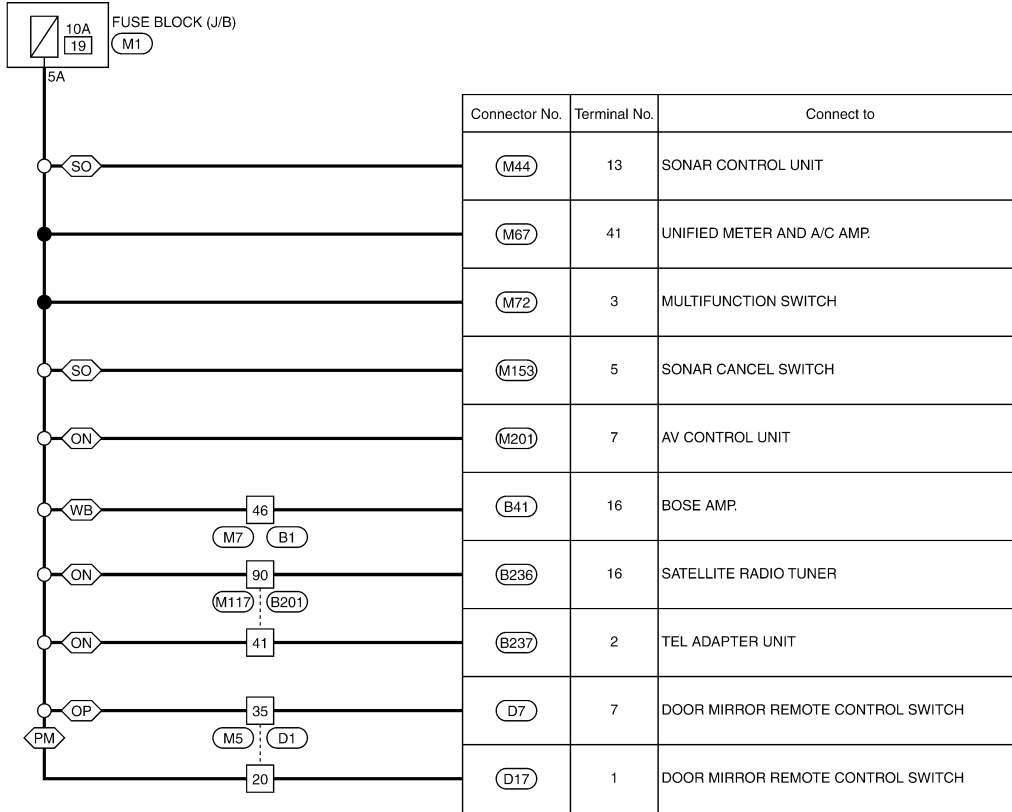 10A
19
FUSE BLOCK (J/B)
M1
5A
Connector No. Terminal No. Connect to
SO M44 13 SONAR CONTROL UNIT
M67 41 UNIFIED METER AND A/C AMP.
M72 3 MULTIFUNCTION SWITCH
SO M153 5 SONAR CANCEL SWITCH
ON M201 7 AV CONTROL UNIT
WB 46 B41 16 BOSE AMP.
M7 B1
ON 90 B236 16 SATELLITE RADIO TUNER
M117 B201
ON 41 B237 2 TEL ADAPTER UNIT
OP 35 D7 7 DOOR MIRROR REMOTE CONTROL SWITCH
PM M5 D1
20 D17 1 DOOR MIRROR REMOTE CONTROL SWITCH